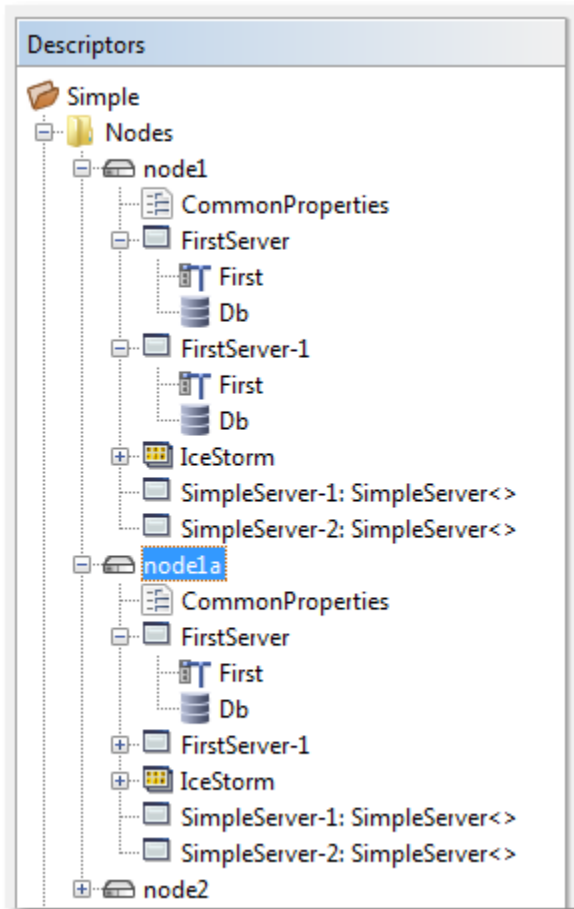 Descriptors
Simple
Nodes
node1
CommonProperties
FirstServer
First
Db
FirstServer-1
First
Db
IceStorm
SimpleServer-1: SimpleServer<>
SimpleServer-2: SimpleServer<>
node1a
CommonProperties
FirstServer
First
Db
FirstServer-1
IceStorm
SimpleServer-1: SimpleServer<>
SimpleServer-2: SimpleServer<>
node2